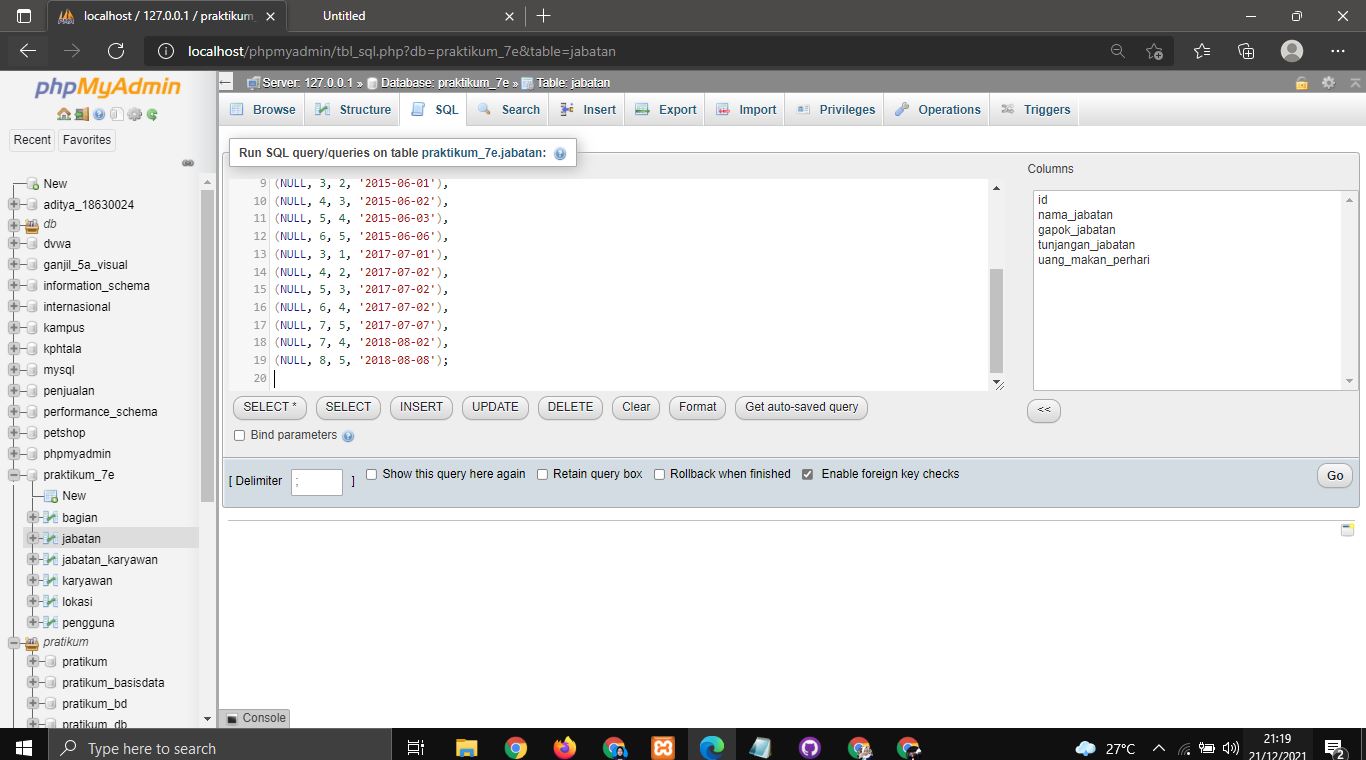 localhost / 127.0.0.1 / praktikum_
Untitled
localhost/phpmyadmin/tbl_sql.php?db=praktikum_7e&table=jabatan
phpMyAdmin
Recent
Favorites
New
aditya_18630024
db
dvwa
ganjil_5a_visual
information_schema
internasional
kampus
kphtala
mysql
penjualan
performance_schema
petshop
phpmyadmin
praktikum_7e
New
bagian
jabatan
jabatan_karyawan
karyawan
lokasi
pengguna
pratikum
pratikum
pratikum_basisdata
pratikum_bd
pratikum_db
Server: 127.0.0.1 » Database: praktikum_7e » Table: jabatan
Browse
Structure
SQL
Search
Insert
Export
Import
Privileges
Operations
Triggers
Run SQL query/queries on table praktikum_7e.jabatan:
9 (NULL, 3, 2, '2015-06-01'),
10 (NULL, 4, 3, '2015-06-02'),
11 (NULL, 5, 4, '2015-06-03'),
12 (NULL, 6, 5, '2015-06-06'),
13 (NULL, 3, 1, '2017-07-01'),
14 (NULL, 4, 2, '2017-07-02'),
15 (NULL, 5, 3, '2017-07-02'),
16 (NULL, 6, 4, '2017-07-02'),
17 (NULL, 7, 5, '2017-07-07'),
18 (NULL, 7, 4, '2018-08-02'),
19 (NULL, 8, 5, '2018-08-08');
20
Columns
id
nama_jabatan
gapok_jabatan
tunjangan_jabatan
uang_makan_perhari
<<
SELECT *
SELECT
INSERT
UPDATE
DELETE
Clear
Format
Get auto-saved query
Bind parameters
[ Delimiter ; ]
Show this query here again
Retain query box
Rollback when finished
Enable foreign key checks
Go
Console
Type here to search
27°C
21:19
21/12/2021
2